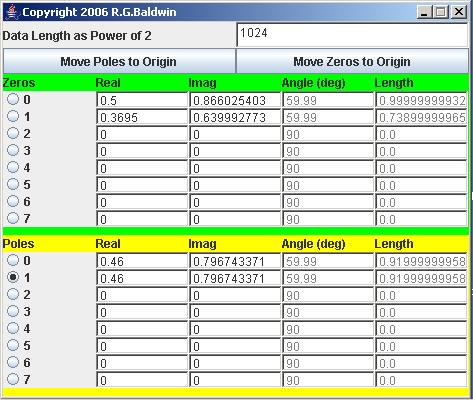 Copyright 2006 R.G.Baldwin
Data Length as Power of 2 1024
Move Poles to Origin Move Zeros to Origin
Zeros Real Imag Angle (deg) Length
0 0.5 0.866025403 59.99 0.99999999932
1 0.3695 0.639992773 59.99 0.73899999965
2 0 0 90 0.0
3 0 0 90 0.0
4 0 0 90 0.0
5 0 0 90 0.0
6 0 0 90 0.0
7 0 0 90 0.0
Poles Real Imag Angle (deg) Length
0 0.46 0.796743371 59.99 0.91999999958
1 0.46 0.796743371 59.99 0.91999999958
2 0 0 90 0.0
3 0 0 90 0.0
4 0 0 90 0.0
5 0 0 90 0.0
6 0 0 90 0.0
7 0 0 90 0.0